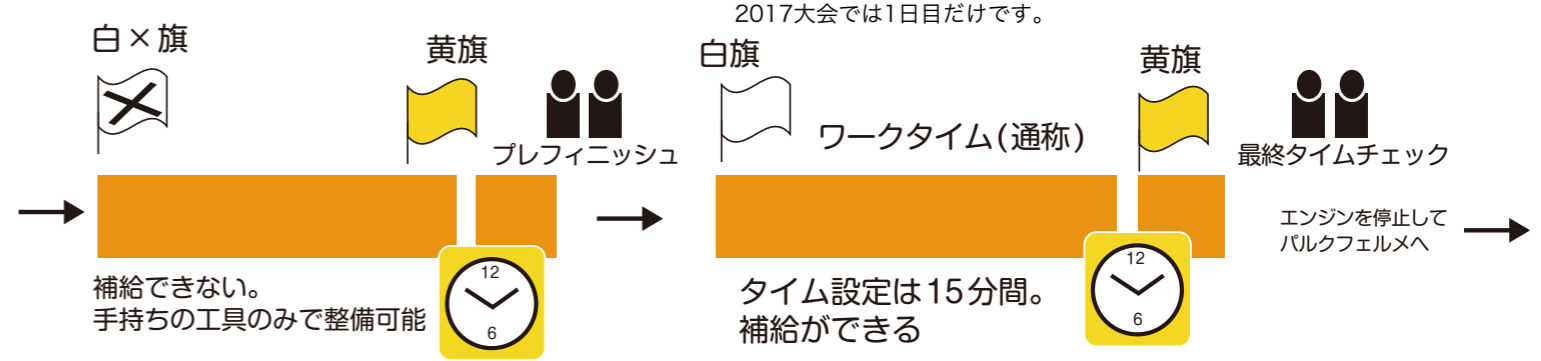 2017大会では1日目だけです。
白×旗
黄旗
プレフィニッシュ
補給できない。
手持ちの工具のみで整備可能
12
6
白旗
ワークタイム(通称)
黄旗
最終タイムチェック
タイム設定は15分間。
補給ができる
12
6
エンジンを停止して
パルクフェルメへ